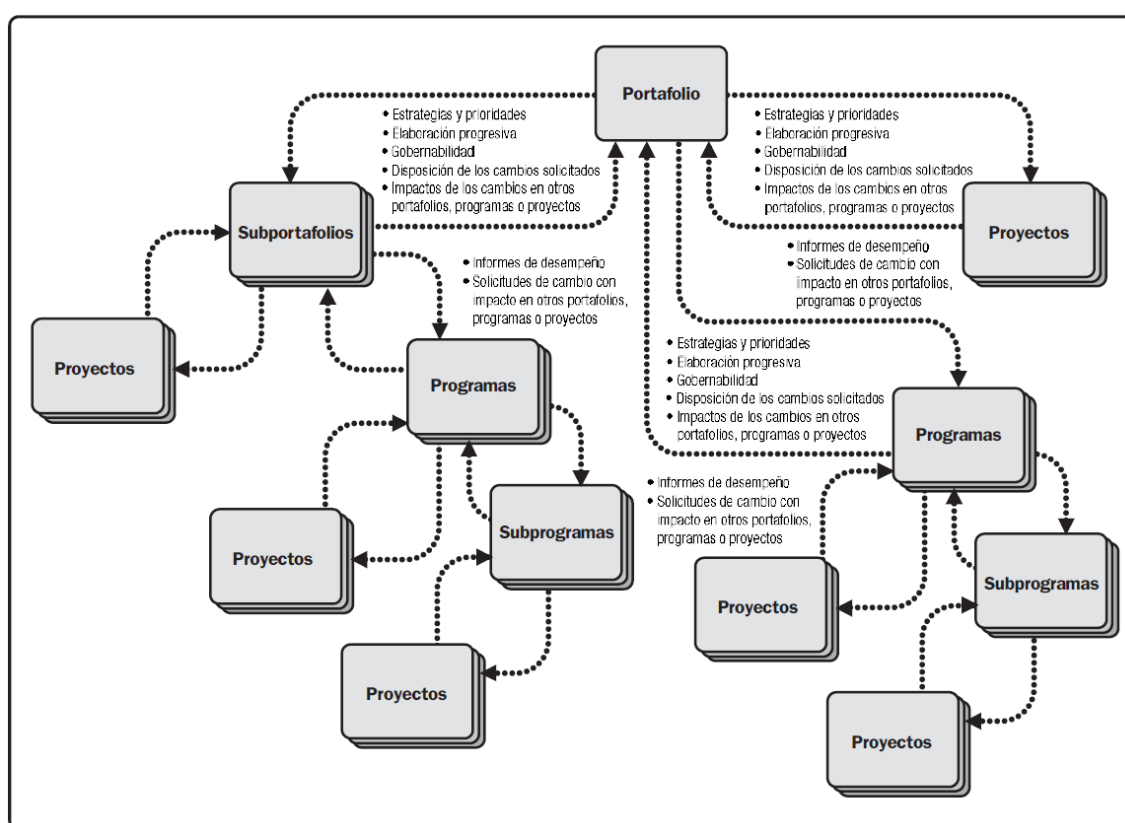 Portafolio
• Estrategias y prioridades
• Elaboración progresiva
• Gobernabilidad
• Disposición de los cambios solicitados
• Impactos de los cambios en otros
portafolios, programas o proyectos
• Estrategias y prioridades
• Elaboración progresiva
• Gobernabilidad
• Disposición de los cambios solicitados
• Impactos de los cambios en otros
portafolios, programas o proyectos
Subportafolios
Proyectos
• Informes de desempeño
• Solicitudes de cambio con
impacto en otros portafolios,
programas o proyectos
• Informes de desempeño
• Solicitudes de cambio con
impacto en otros portafolios,
programas o proyectos
Proyectos
Programas
• Estrategias y prioridades
• Elaboración progresiva
• Gobernabilidad
• Disposición de los cambios solicitados
• Impactos de los cambios en otros
portafolios, programas o proyectos
Programas
• Informes de desempeño
• Solicitudes de cambio con
impacto en otros portafolios,
programas o proyectos
Proyectos
Subprogramas
Proyectos
Subprogramas
Proyectos
Proyectos